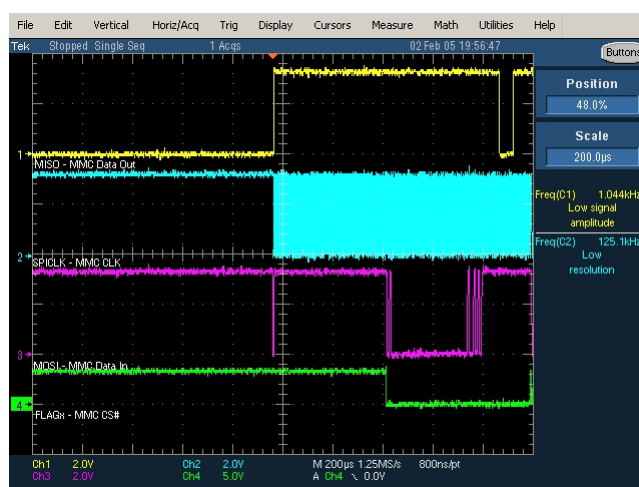 File Edit Vertical Horiz/Acq Trig Display Cursors Measure Math Utilities Help
Tek Stopped Single Seq 1 Acqs 02 Feb 05 19:56:47 Buttons
Position
48.0%
Scale
200.0µs
1
MISO - MMC Data Out
Freq(C1) 1.044kHz
Low signal
amplitude
Freq(C2) 125.1kHz
Low
resolution
2
SPICLK - MMC CLK
3
MOSI - MMC Data In
4
FLAGx - MMC CS#
Ch1 2.0V Ch2 2.0V M 200µs 1.25MS/s 800ns/pt
Ch3 2.0V Ch4 5.0V A Ch4 0.0V